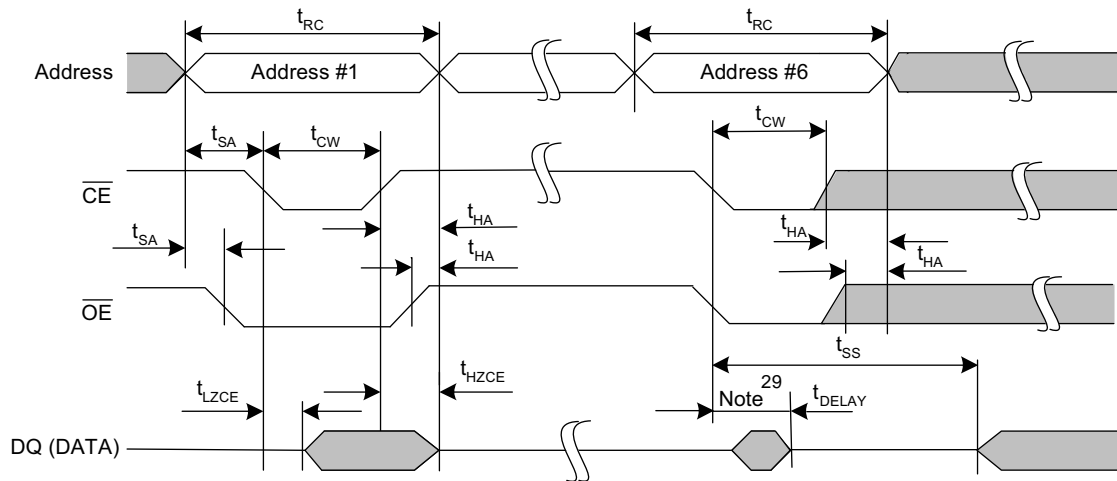 tRC tRC
Address Address #1 Address #6
tSA tCW tCW
CE
tHA
tSA tHA tHA
tHA
OE
tSS
tLZCE tHZCE Note 29 tDELAY
DQ (DATA)